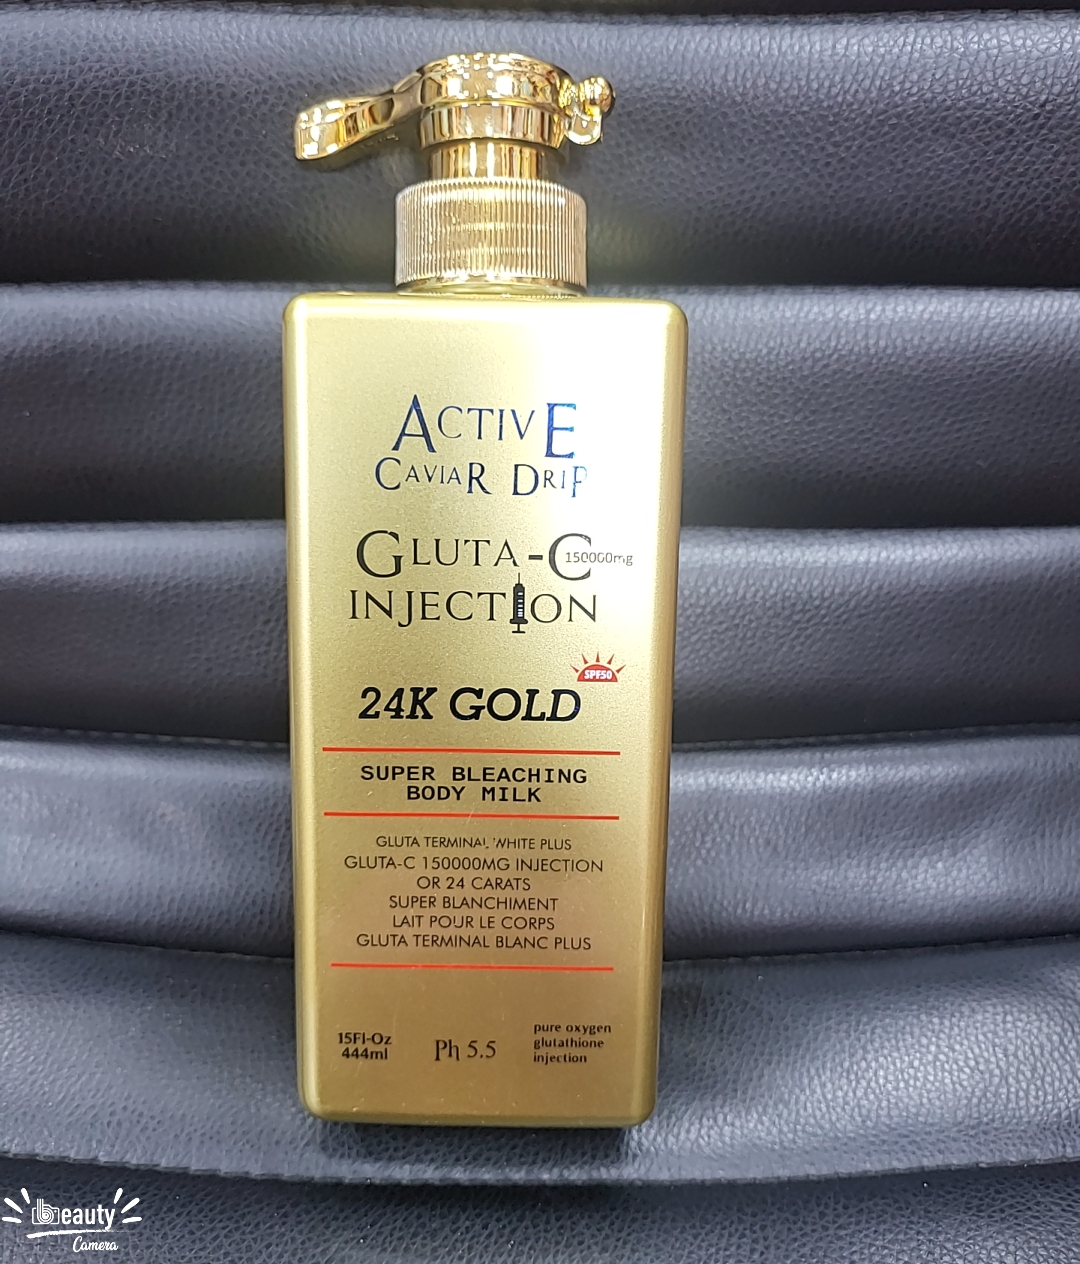 ACTIVE
CAVIAR DRIP
GLUTA-C 150000mg
INJECTION
SPF50
24K GOLD
SUPER BLEACHING
BODY MILK
GLUTA TERMINAL WHITE PLUS
GLUTA-C 150000MG INJECTION
OR 24 CARATS
SUPER BLANCHIMENT
LAIT POUR LE CORPS
GLUTA TERMINAL BLANC PLUS
15Fl-Oz
444ml
Ph 5.5
pure oxygen
glutathione
injection
beauty
Camera